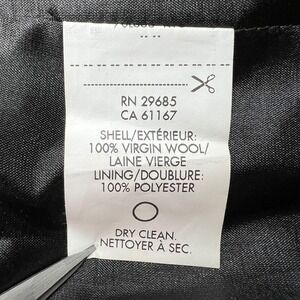 RN 29685
CA 61167
SHELL/EXTÉRIEUR:
100% VIRGIN WOOL/
LAINE VIERGE
LINING/DOUBLURE:
100% POLYESTER
DRY CLEAN.
NETTOYER À SEC.